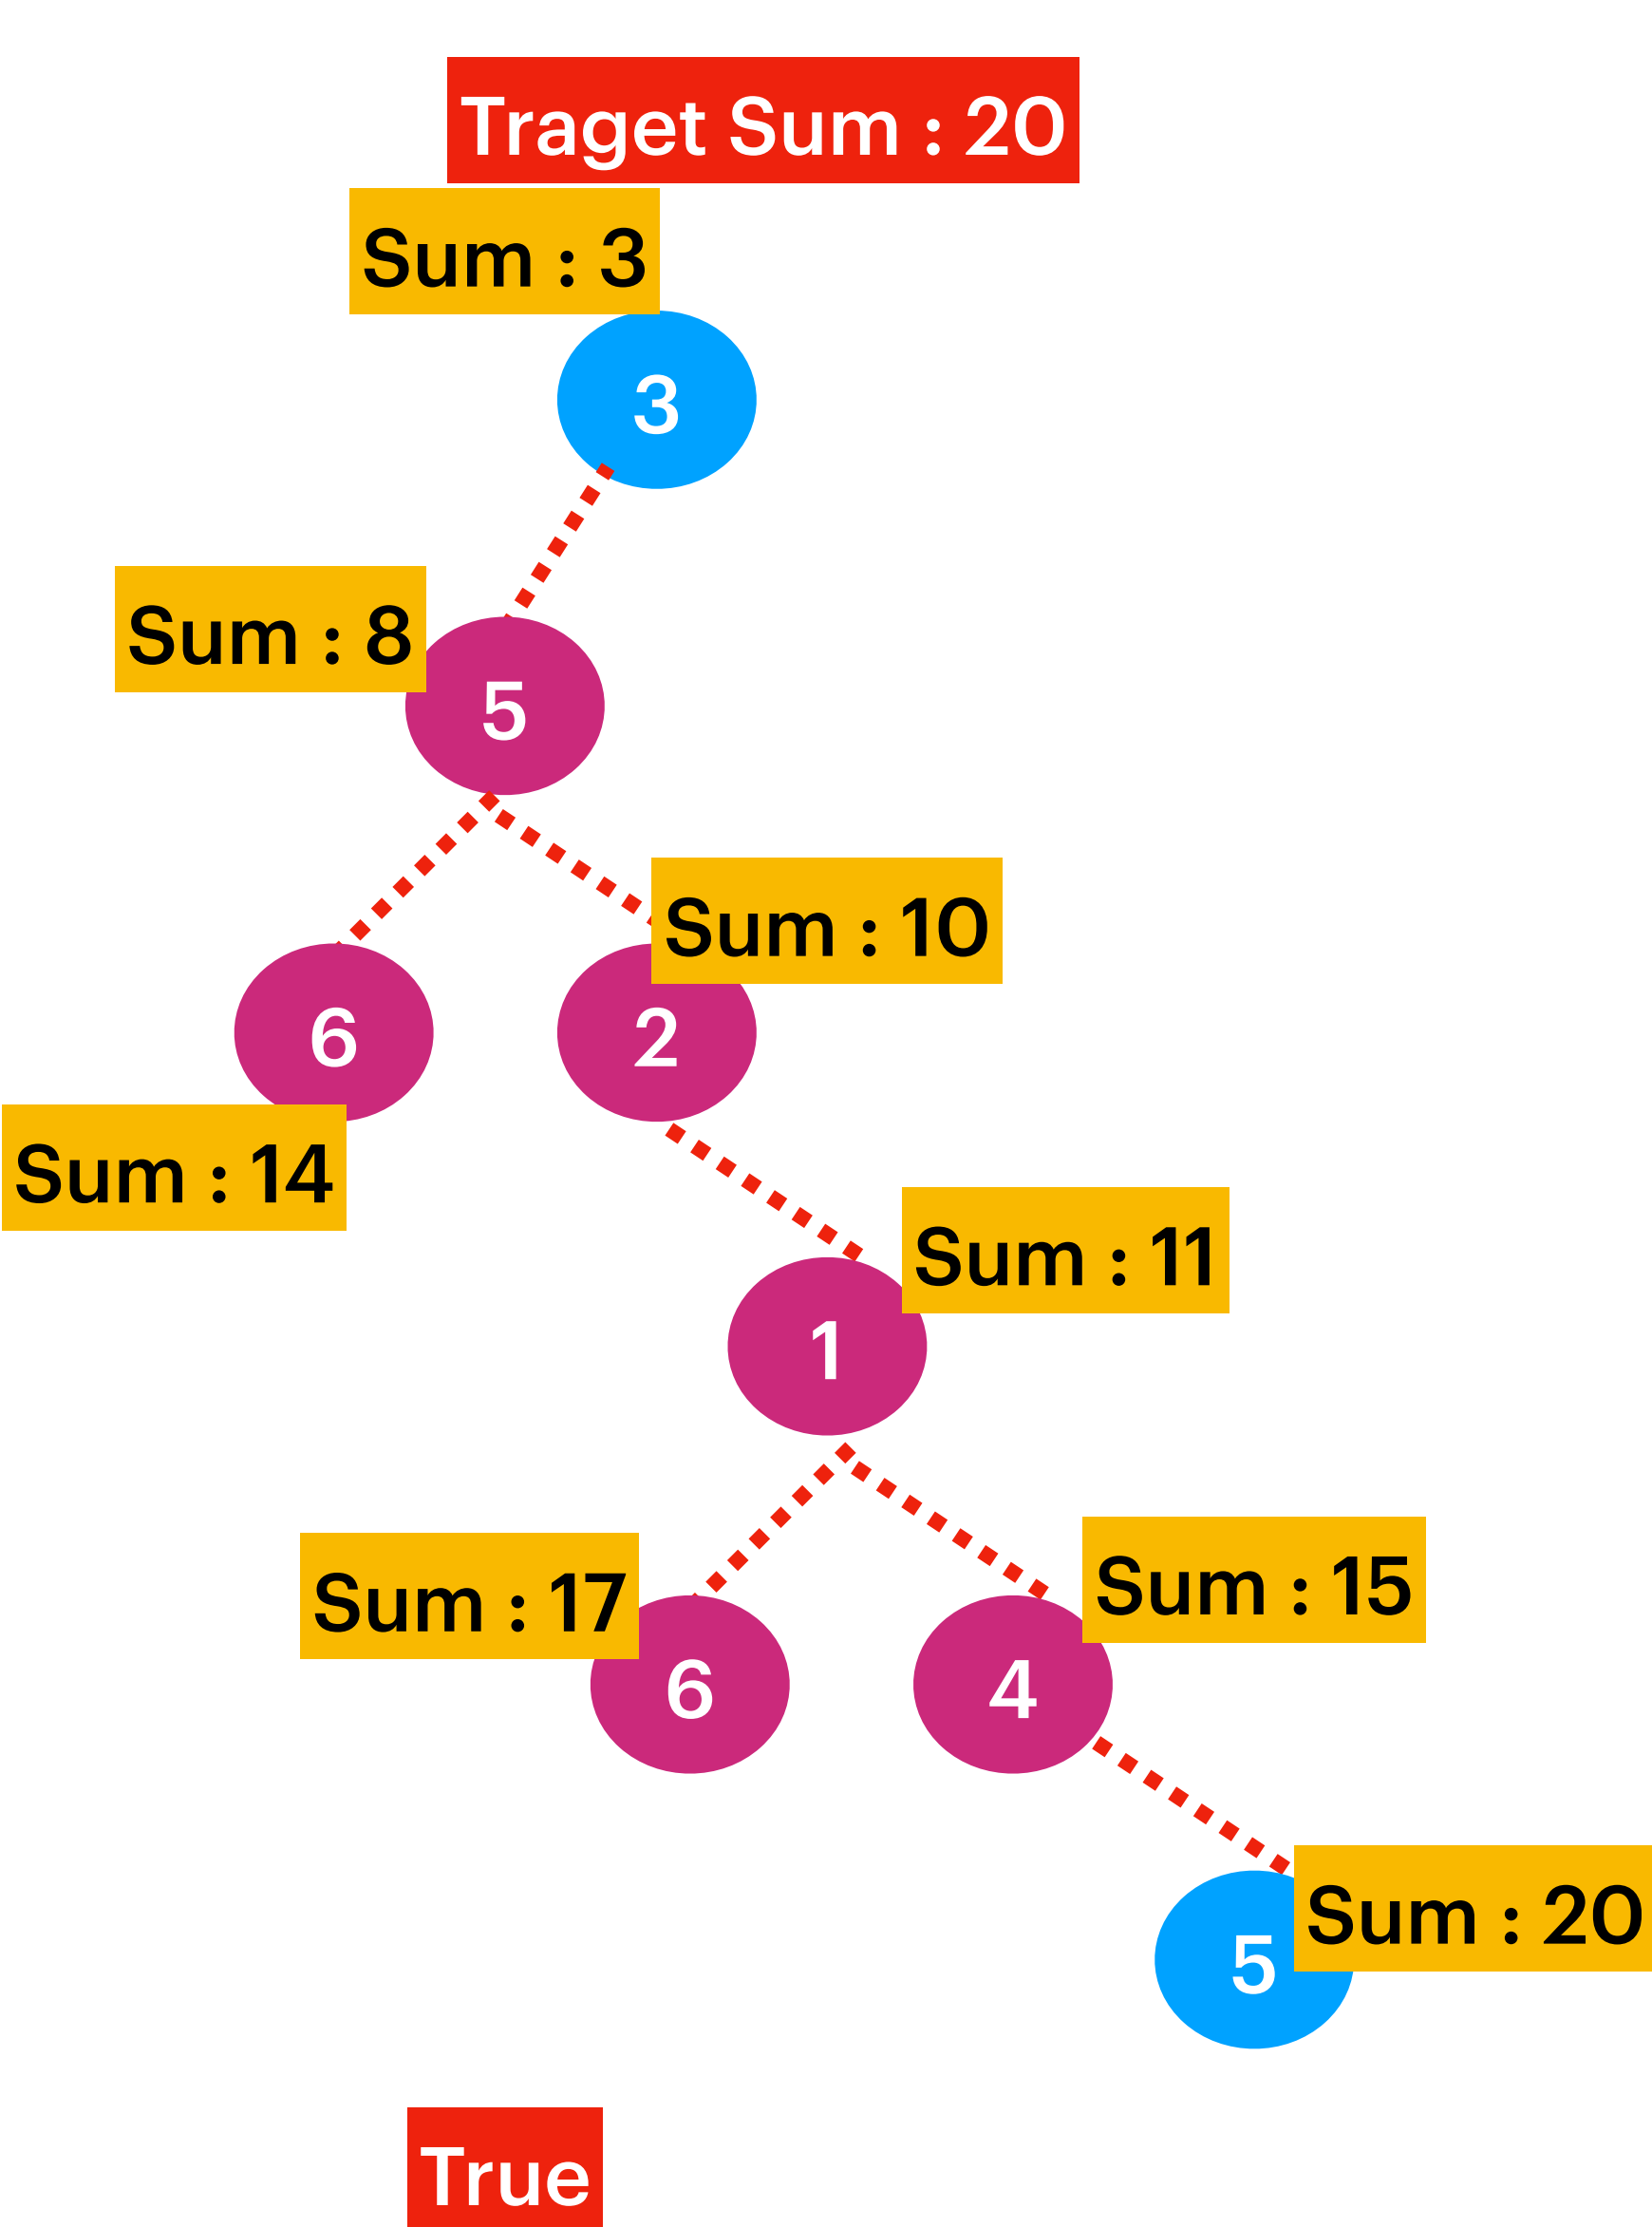 Traget Sum : 20
Sum : 3
3
Sum : 8
5
Sum : 10
6
2
Sum : 14
Sum : 11
1
Sum : 17
Sum : 15
6
4
Sum : 20
5
True